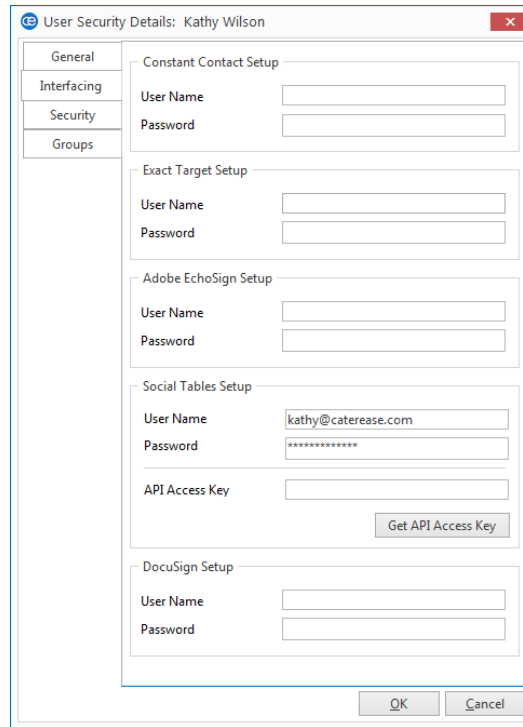 CE User Security Details: Kathy Wilson
General
Interfacing
Security
Groups
Constant Contact Setup
User Name
Password
Exact Target Setup
User Name
Password
Adobe EchoSign Setup
User Name
Password
Social Tables Setup
User Name kathy@caterease.com
Password *************
API Access Key
Get API Access Key
DocuSign Setup
User Name
Password
OK Cancel